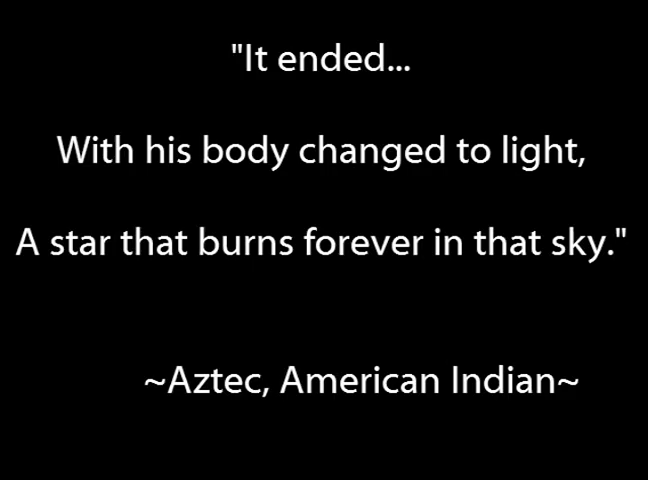 "It ended...
With his body changed to light,
A star that burns forever in that sky."
~Aztec, American Indian~